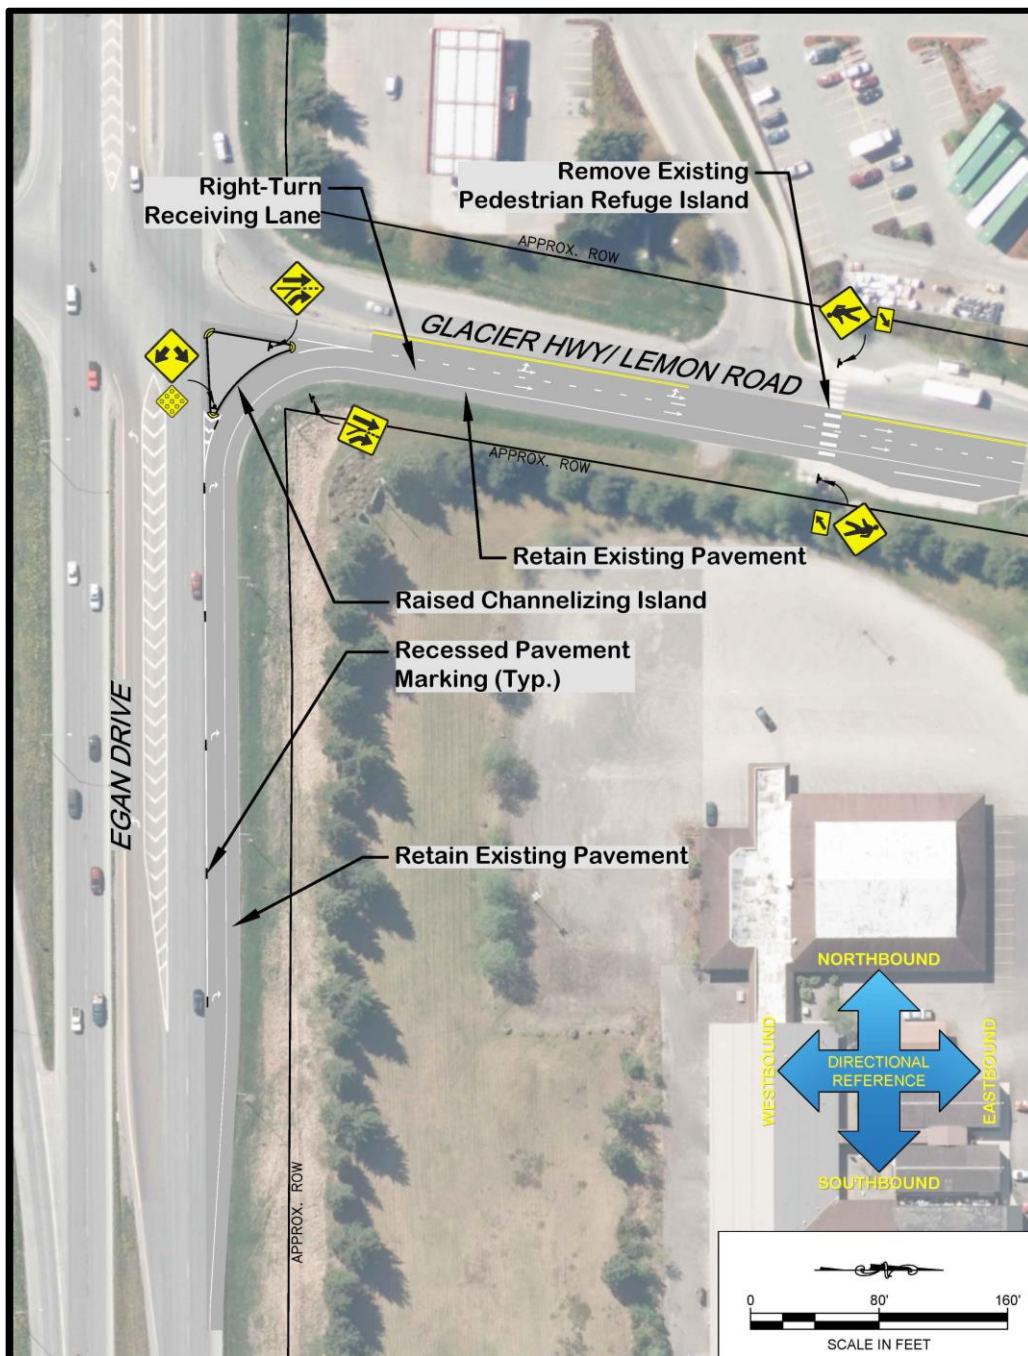 Right-Turn
Receiving Lane
Remove Existing
Pedestrian Refuge Island
APPROX. ROW
GLACIER HWY/ LEMON ROAD
APPROX. ROW
Retain Existing Pavement
Raised Channelizing Island
Recessed Pavement
Marking (Typ.)
EGAN DRIVE
Retain Existing Pavement
NORTHBOUND
WESTBOUND
DIRECTIONAL
REFERENCE
EASTBOUND
SOUTHBOUND
APPROX. ROW
0 80' 160'
SCALE IN FEET